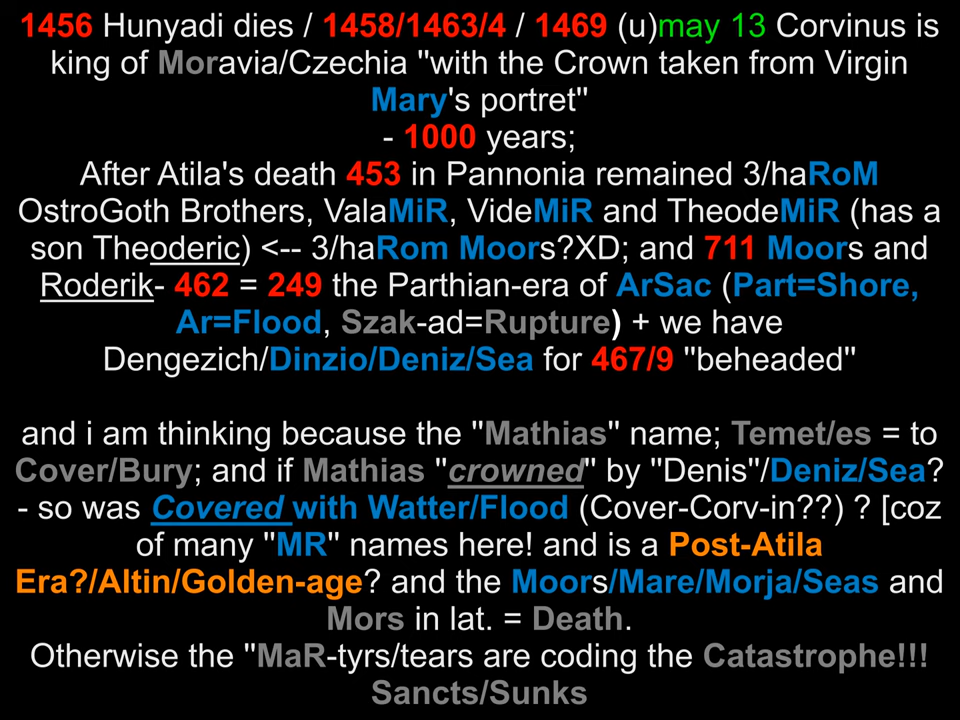 1456 Hunyadi dies / 1458/1463/4 / 1469 (u)may 13 Corvinus is
king of Moravia/Czechia "with the Crown taken from Virgin
Mary's portret"
- 1000 years;
After Atila's death 453 in Pannonia remained 3/haRoM
OstroGoth Brothers, ValaMiR, VideMiR and TheodeMiR (has a
son Theoderic) <-- 3/haRom Moors?XD; and 711 Moors and
Roderik- 462 = 249 the Parthian-era of ArSac (Part=Shore,
Ar=Flood, Szak-ad=Rupture) + we have
Dengezich/Dinzio/Deniz/Sea for 467/9 "beheaded"
and i am thinking because the "Mathias" name; Temet/es = to
Cover/Bury; and if Mathias "crowned" by "Denis"/Deniz/Sea?
- so was Covered with Watter/Flood (Cover-Corv-in??) ? [coz
of many "MR" names here! and is a Post-Atila
Era?/Altin/Golden-age? and the Moors/Mare/Morja/Seas and
Mors in lat. = Death.
Otherwise the "MaR-tyrs/tears are coding the Catastrophe!!!
Sancts/Sunks